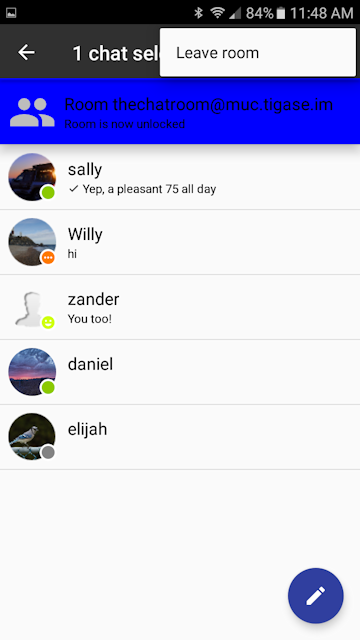 84% 11:48 AM
1 chat sele
Leave room
Room thechatroom@muc.tigase.im
Room is now unlocked
sally
✓ Yep, a pleasant 75 all day
Willy
hi
zander
You too!
daniel
elijah